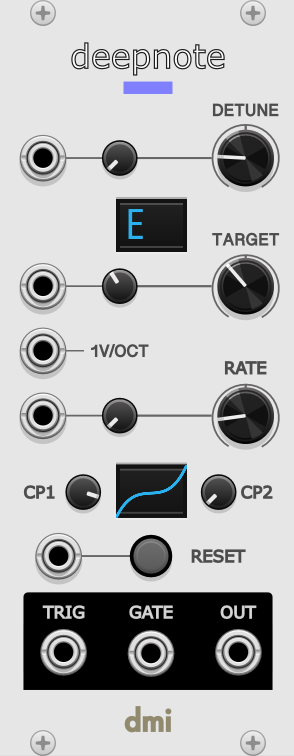 deepnote
DETUNE
E
TARGET
1V/OCT
RATE
CP1 CP2
RESET
TRIG GATE OUT
dmi